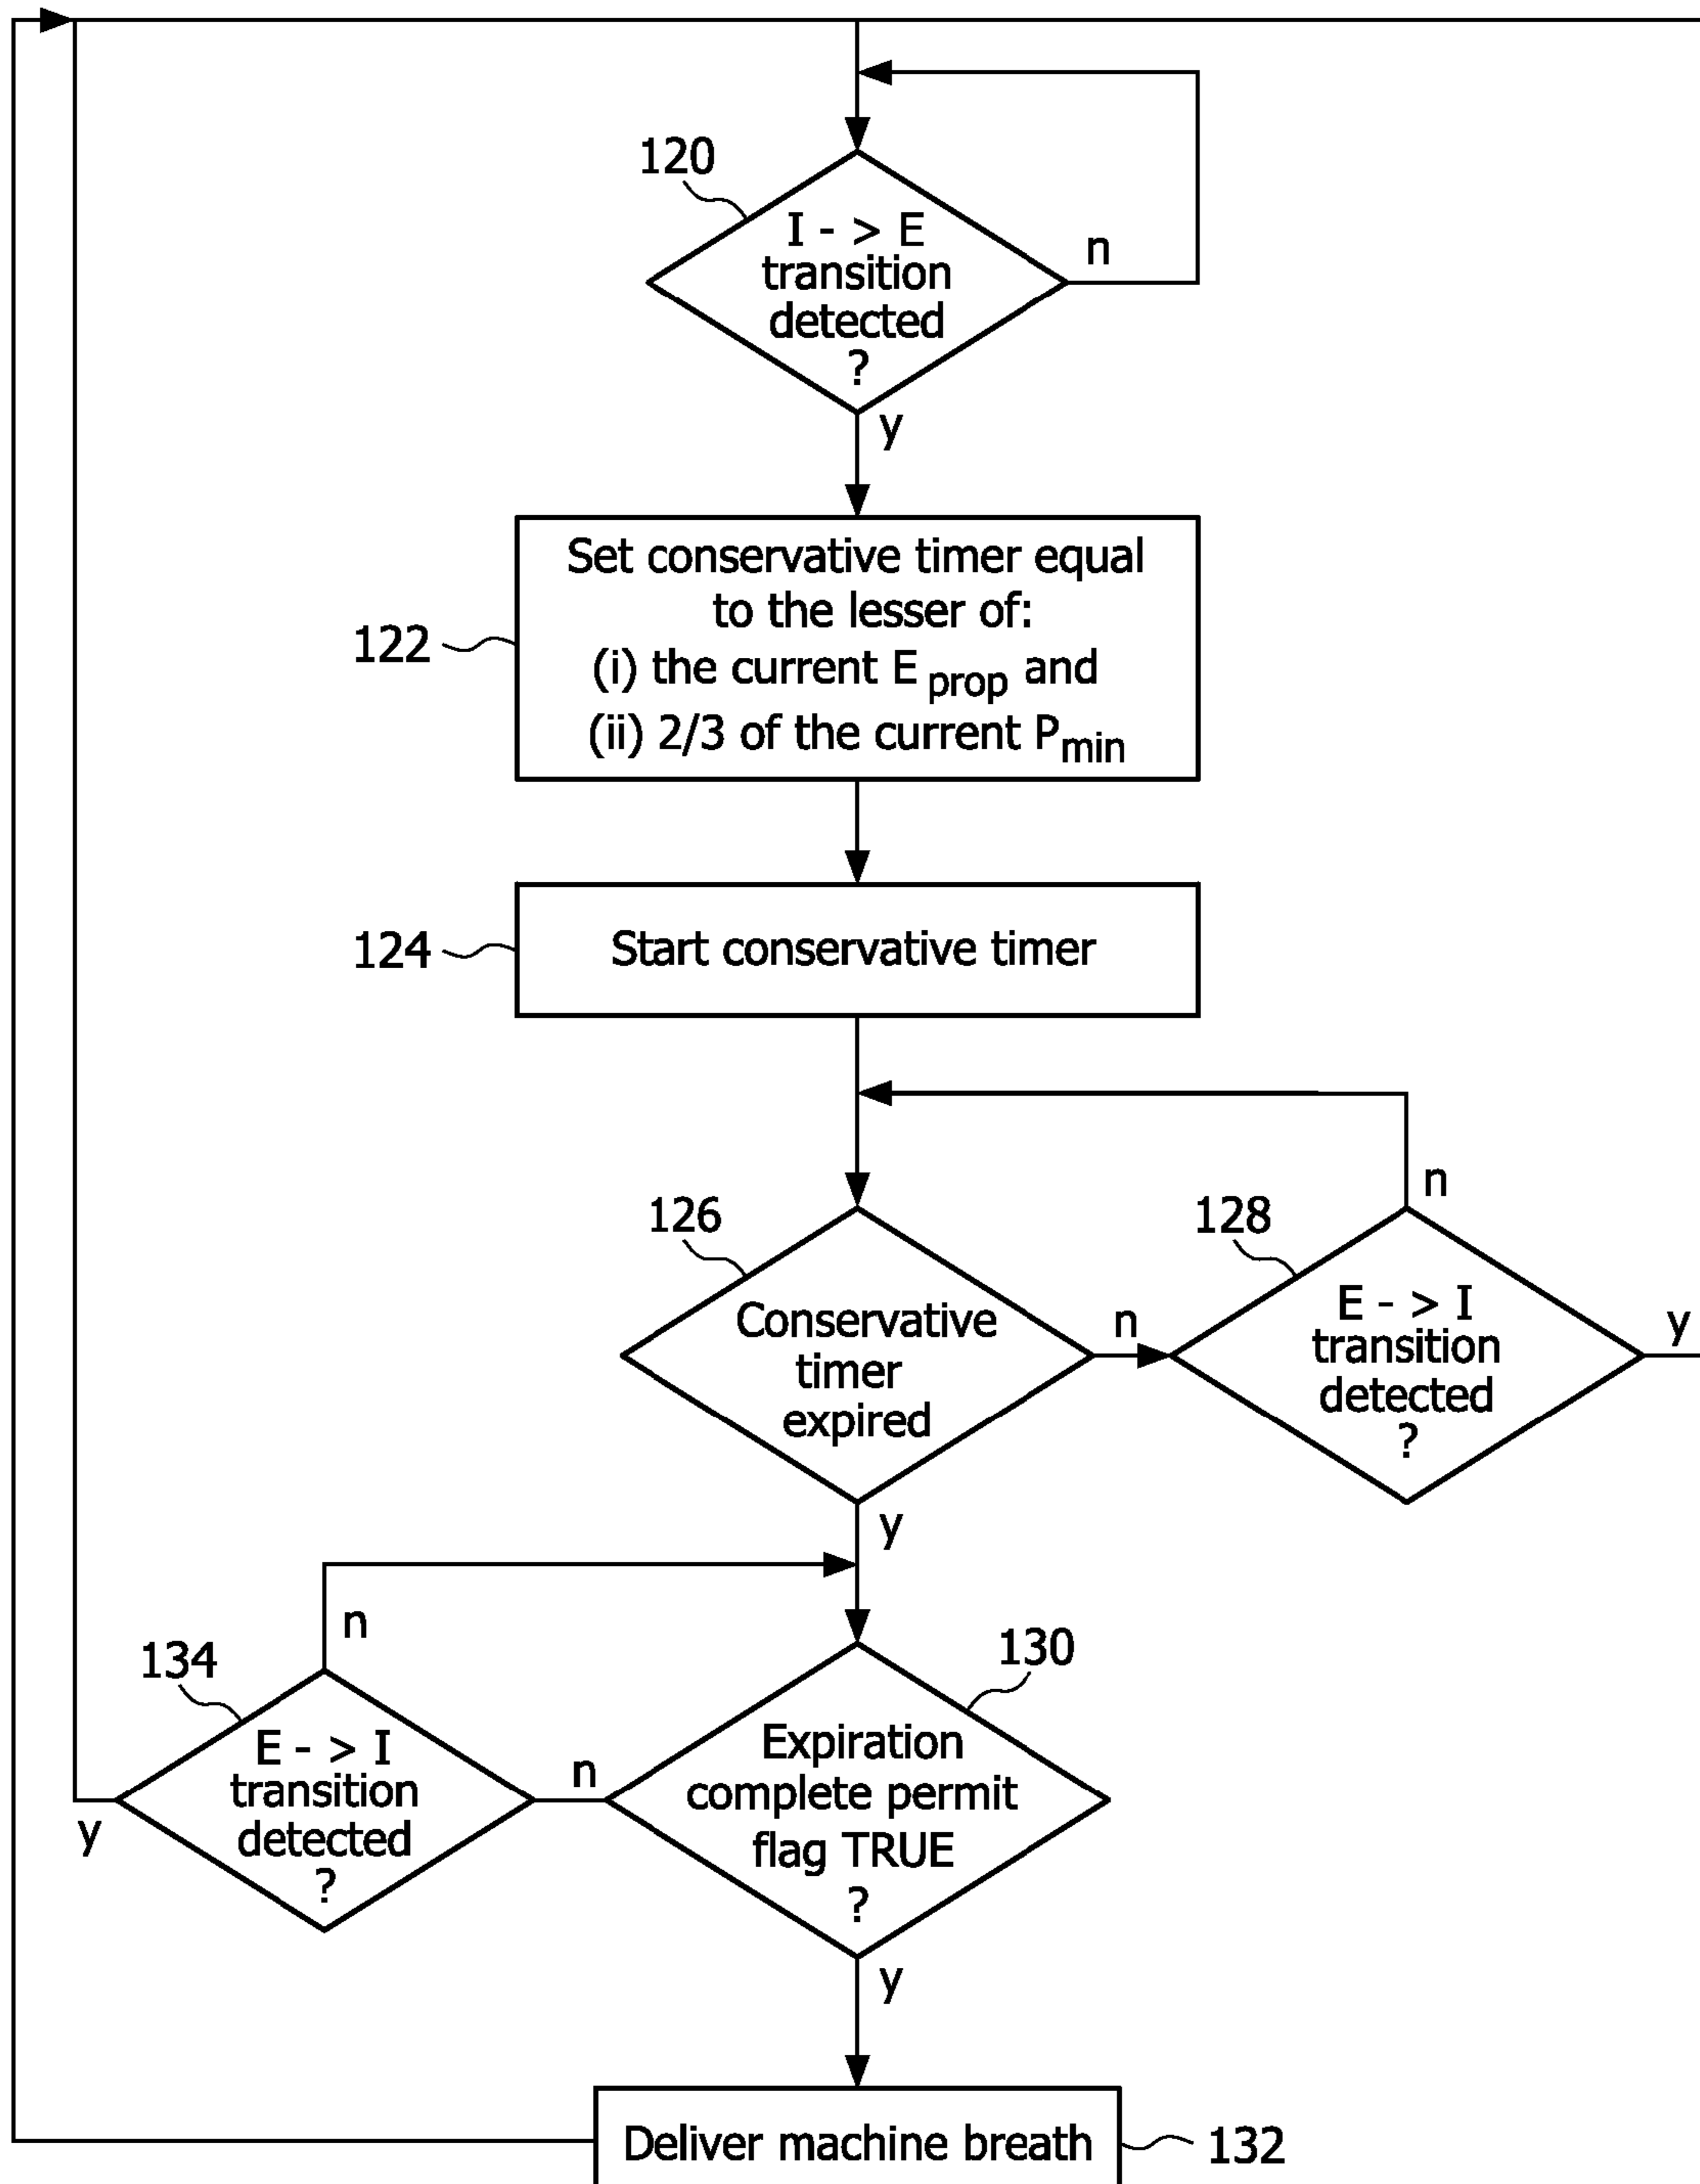 120
I - > E
transition
detected
?
n
y
122
Set conservative timer equal
to the lesser of:
(i) the current E prop and
(ii) 2/3 of the current Pmin
124
Start conservative timer
126
Conservative
timer
expired
n
y
128
E - > I
transition
detected
?
n
y
130
Expiration
complete permit
flag TRUE
?
n
y
134
E - > I
transition
detected
?
n
y
Deliver machine breath
132